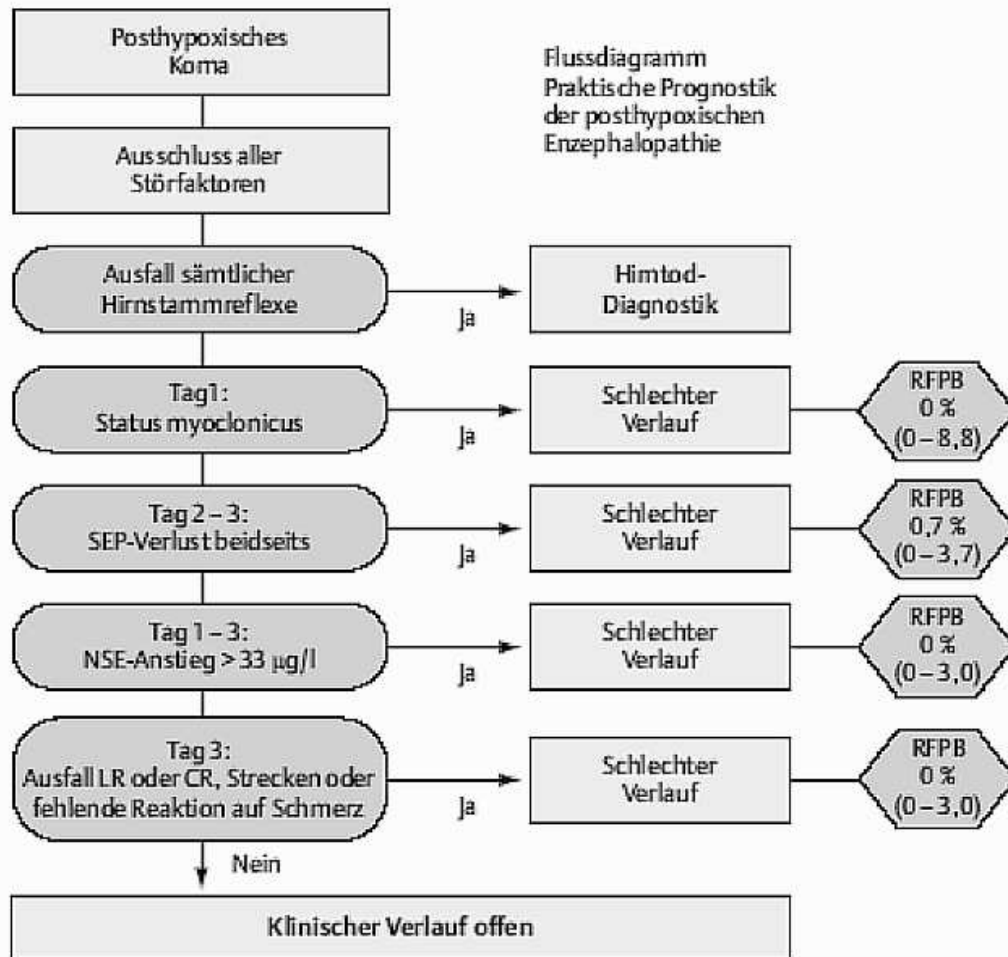 Posthypoxisches
Koma
Flussdiagramm
Praktische Prognostik
der posthypoxischen
Enzephalopathie
Ausschluss aller
Störfaktoren
Ausfall sämtlicher
Hirnstammreflexe
Ja
Hirntod-
Diagnostik
Tag1:
Status myoclonicus
Ja
Schlechter
Verlauf
RFPB
0 %
(0–8,8)
Tag 2–3:
SEP-Verlust beidseits
Ja
Schlechter
Verlauf
RFPB
0,7 %
(0–3,7)
Tag 1–3:
NSE-Anstieg > 33 µg/l
Ja
Schlechter
Verlauf
RFPB
0 %
(0–3,0)
Tag 3:
Ausfall LR oder CR, Strecken oder
fehlende Reaktion auf Schmerz
Ja
Schlechter
Verlauf
RFPB
0 %
(0–3,0)
Nein
Klinischer Verlauf offen